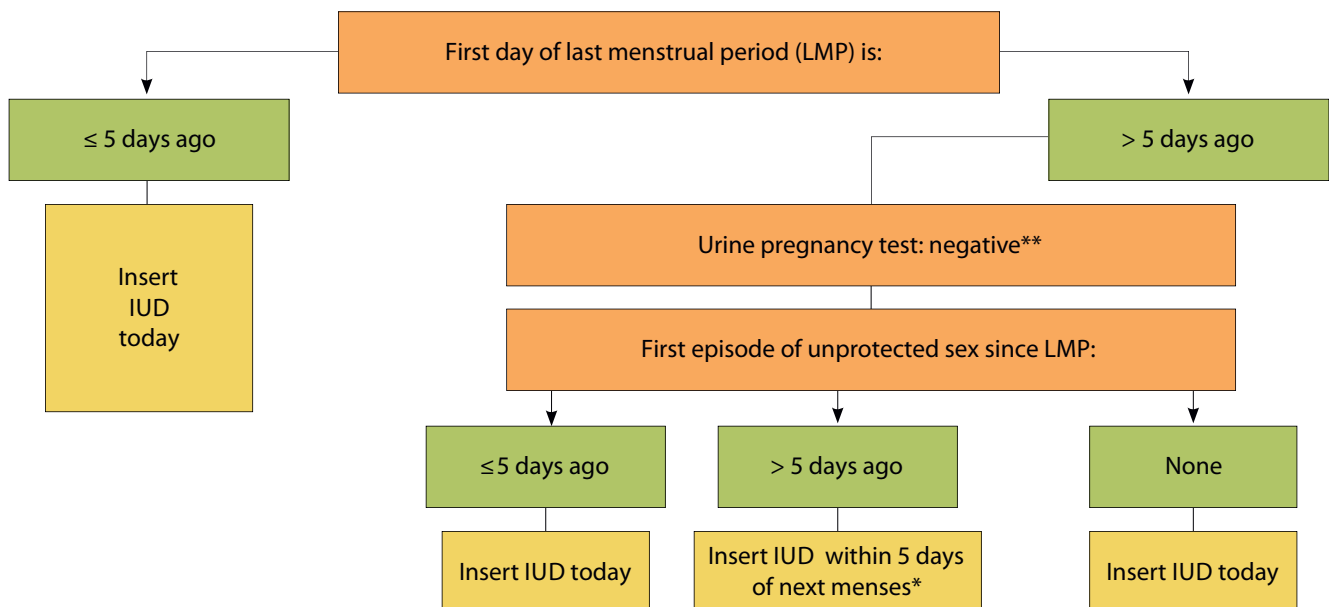 First day of last menstrual period (LMP) is:
≤ 5 days ago
> 5 days ago
Insert
IUD
today
Urine pregnancy test: negative**
First episode of unprotected sex since LMP:
≤5 days ago
> 5 days ago
None
Insert IUD today
Insert IUD within 5 days
of next menses*
Insert IUD today